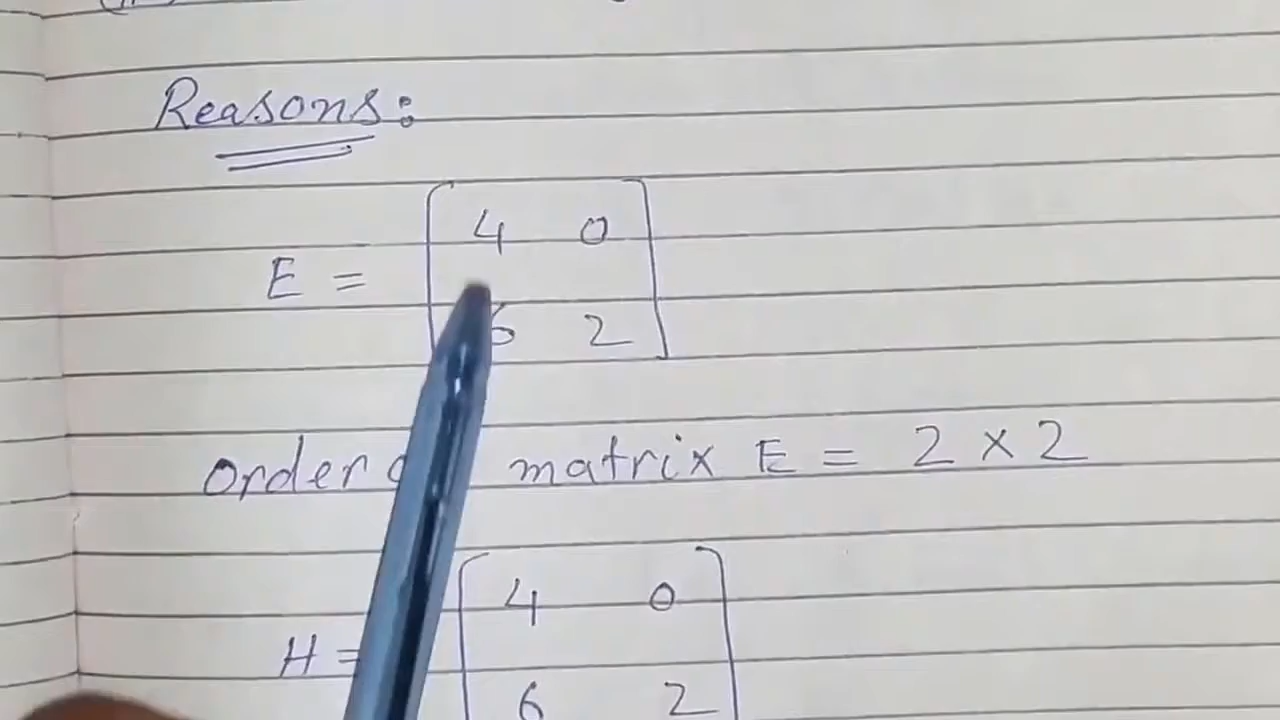 Reasons:
4 0
E =
6 2
order matrix E = 2 × 2
4 0
H =
6 2